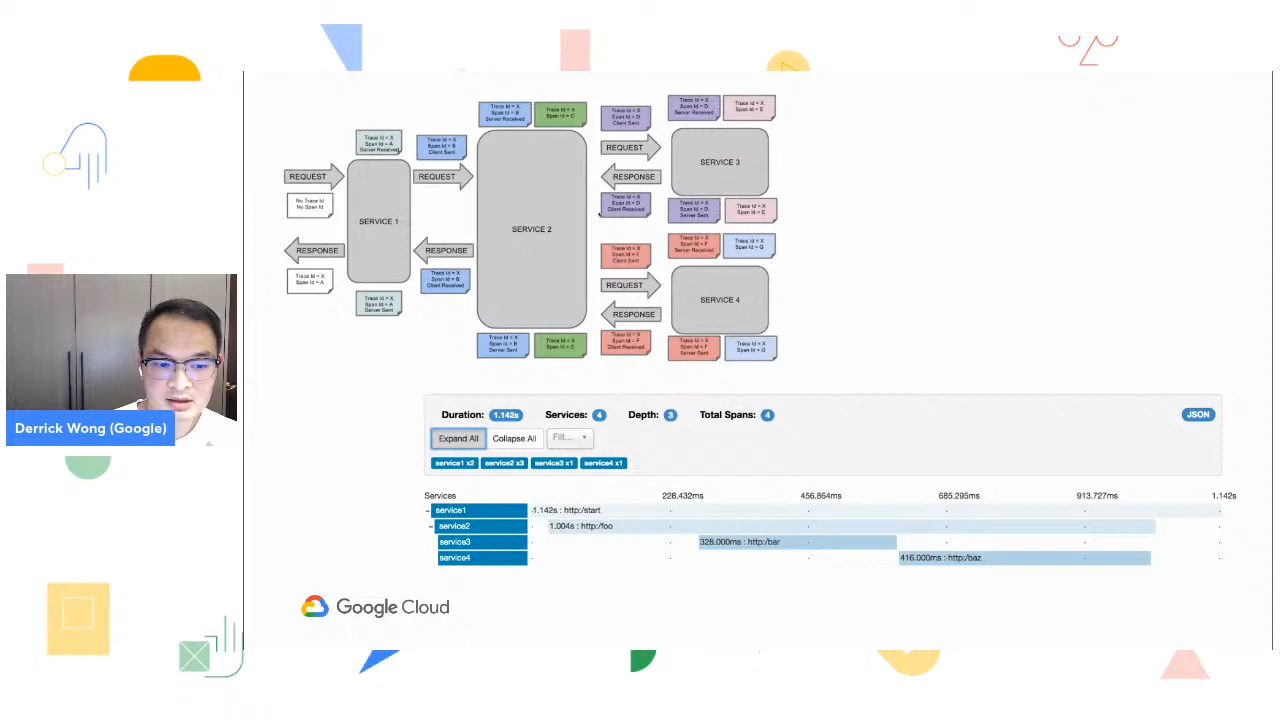 Trace Id = X
Span Id = B
Server Received
Trace Id = X
Span Id = C
Trace Id = X
Span Id = D
Client Sent
Trace Id = X
Span Id = D
Server Received
Trace Id = X
Span Id = E
Trace Id = X
Span Id = A
Server Received
Trace Id = X
Span Id = B
Client Sent
REQUEST
REQUEST
REQUEST
SERVICE 3
RESPONSE
No Trace Id
No Span Id
SERVICE 1
SERVICE 2
Trace Id = X
Span Id = D
Client Received
Trace Id = X
Span Id = D
Server Sent
Trace Id = X
Span Id = E
RESPONSE
RESPONSE
Trace Id = X
Span Id = F
Client Sent
Trace Id = X
Span Id = F
Server Received
Trace Id = X
Span Id = G
Trace Id = X
Span Id = A
Trace Id = X
Span Id = B
Client Received
REQUEST
SERVICE 4
RESPONSE
Trace Id = X
Span Id = A
Server Sent
Trace Id = X
Span Id = B
Server Sent
Trace Id = X
Span Id = C
Trace Id = X
Span Id = F
Client Received
Trace Id = X
Span Id = F
Server Sent
Trace Id = X
Span Id = G
Duration: 1.142s Services: 4 Depth: 3 Total Spans: 4 JSON
Expand All Collapse All Filt...
service1 x2 service2 x3 service3 x1 service4 x1
Services 228.432ms 456.864ms 685.295ms 913.727ms 1.142s
service1 1.142s : http:/start
service2 1.004s : http:/foo
service3 328.000ms : http:/bar
service4 416.000ms : http:/baz
Google Cloud
Derrick Wong (Google)